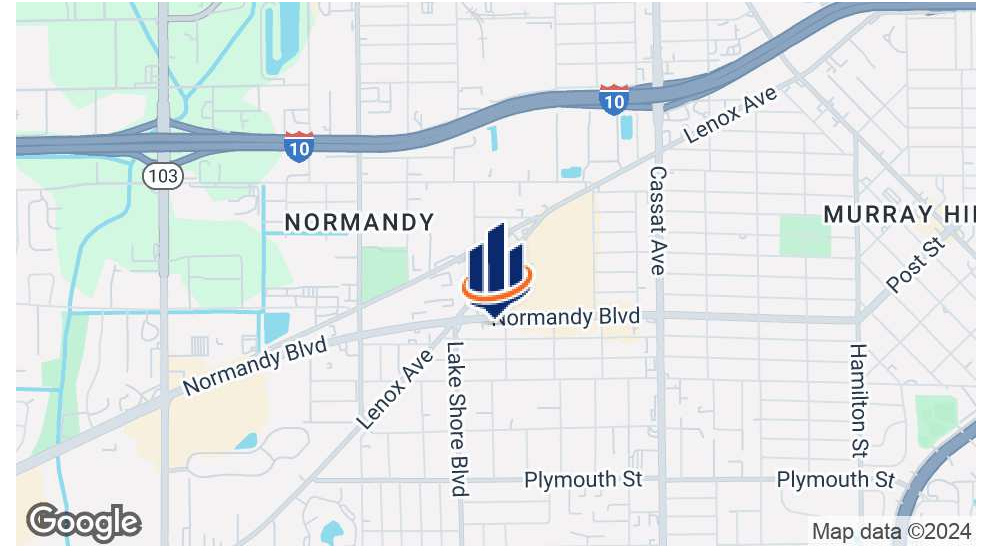 10
Lenox Ave
10
103
Cassat Ave
NORMANDY
MURRAY HI
Post St
Normandy Blvd
Normandy Blvd
Lenox Ave
Lake Shore Blvd
Hamilton St
Plymouth St
Plymouth St
Google
Map data ©2024